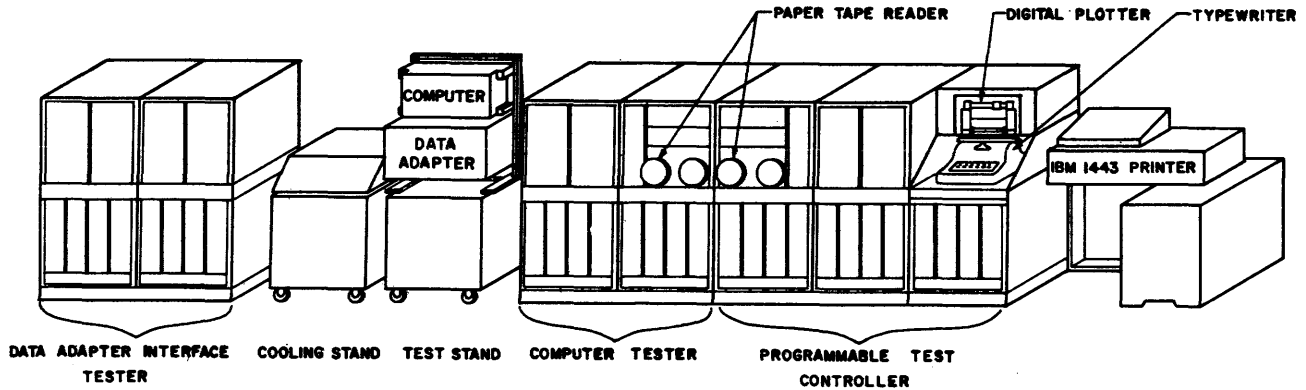 PAPER TAPE READER
DIGITAL PLOTTER
TYPEWRITER
COMPUTER
DATA
ADAPTER
IBM 1443 PRINTER
DATA ADAPTER INTERFACE
TESTER
COOLING STAND
TEST STAND
COMPUTER TESTER
PROGRAMMABLE TEST
CONTROLLER